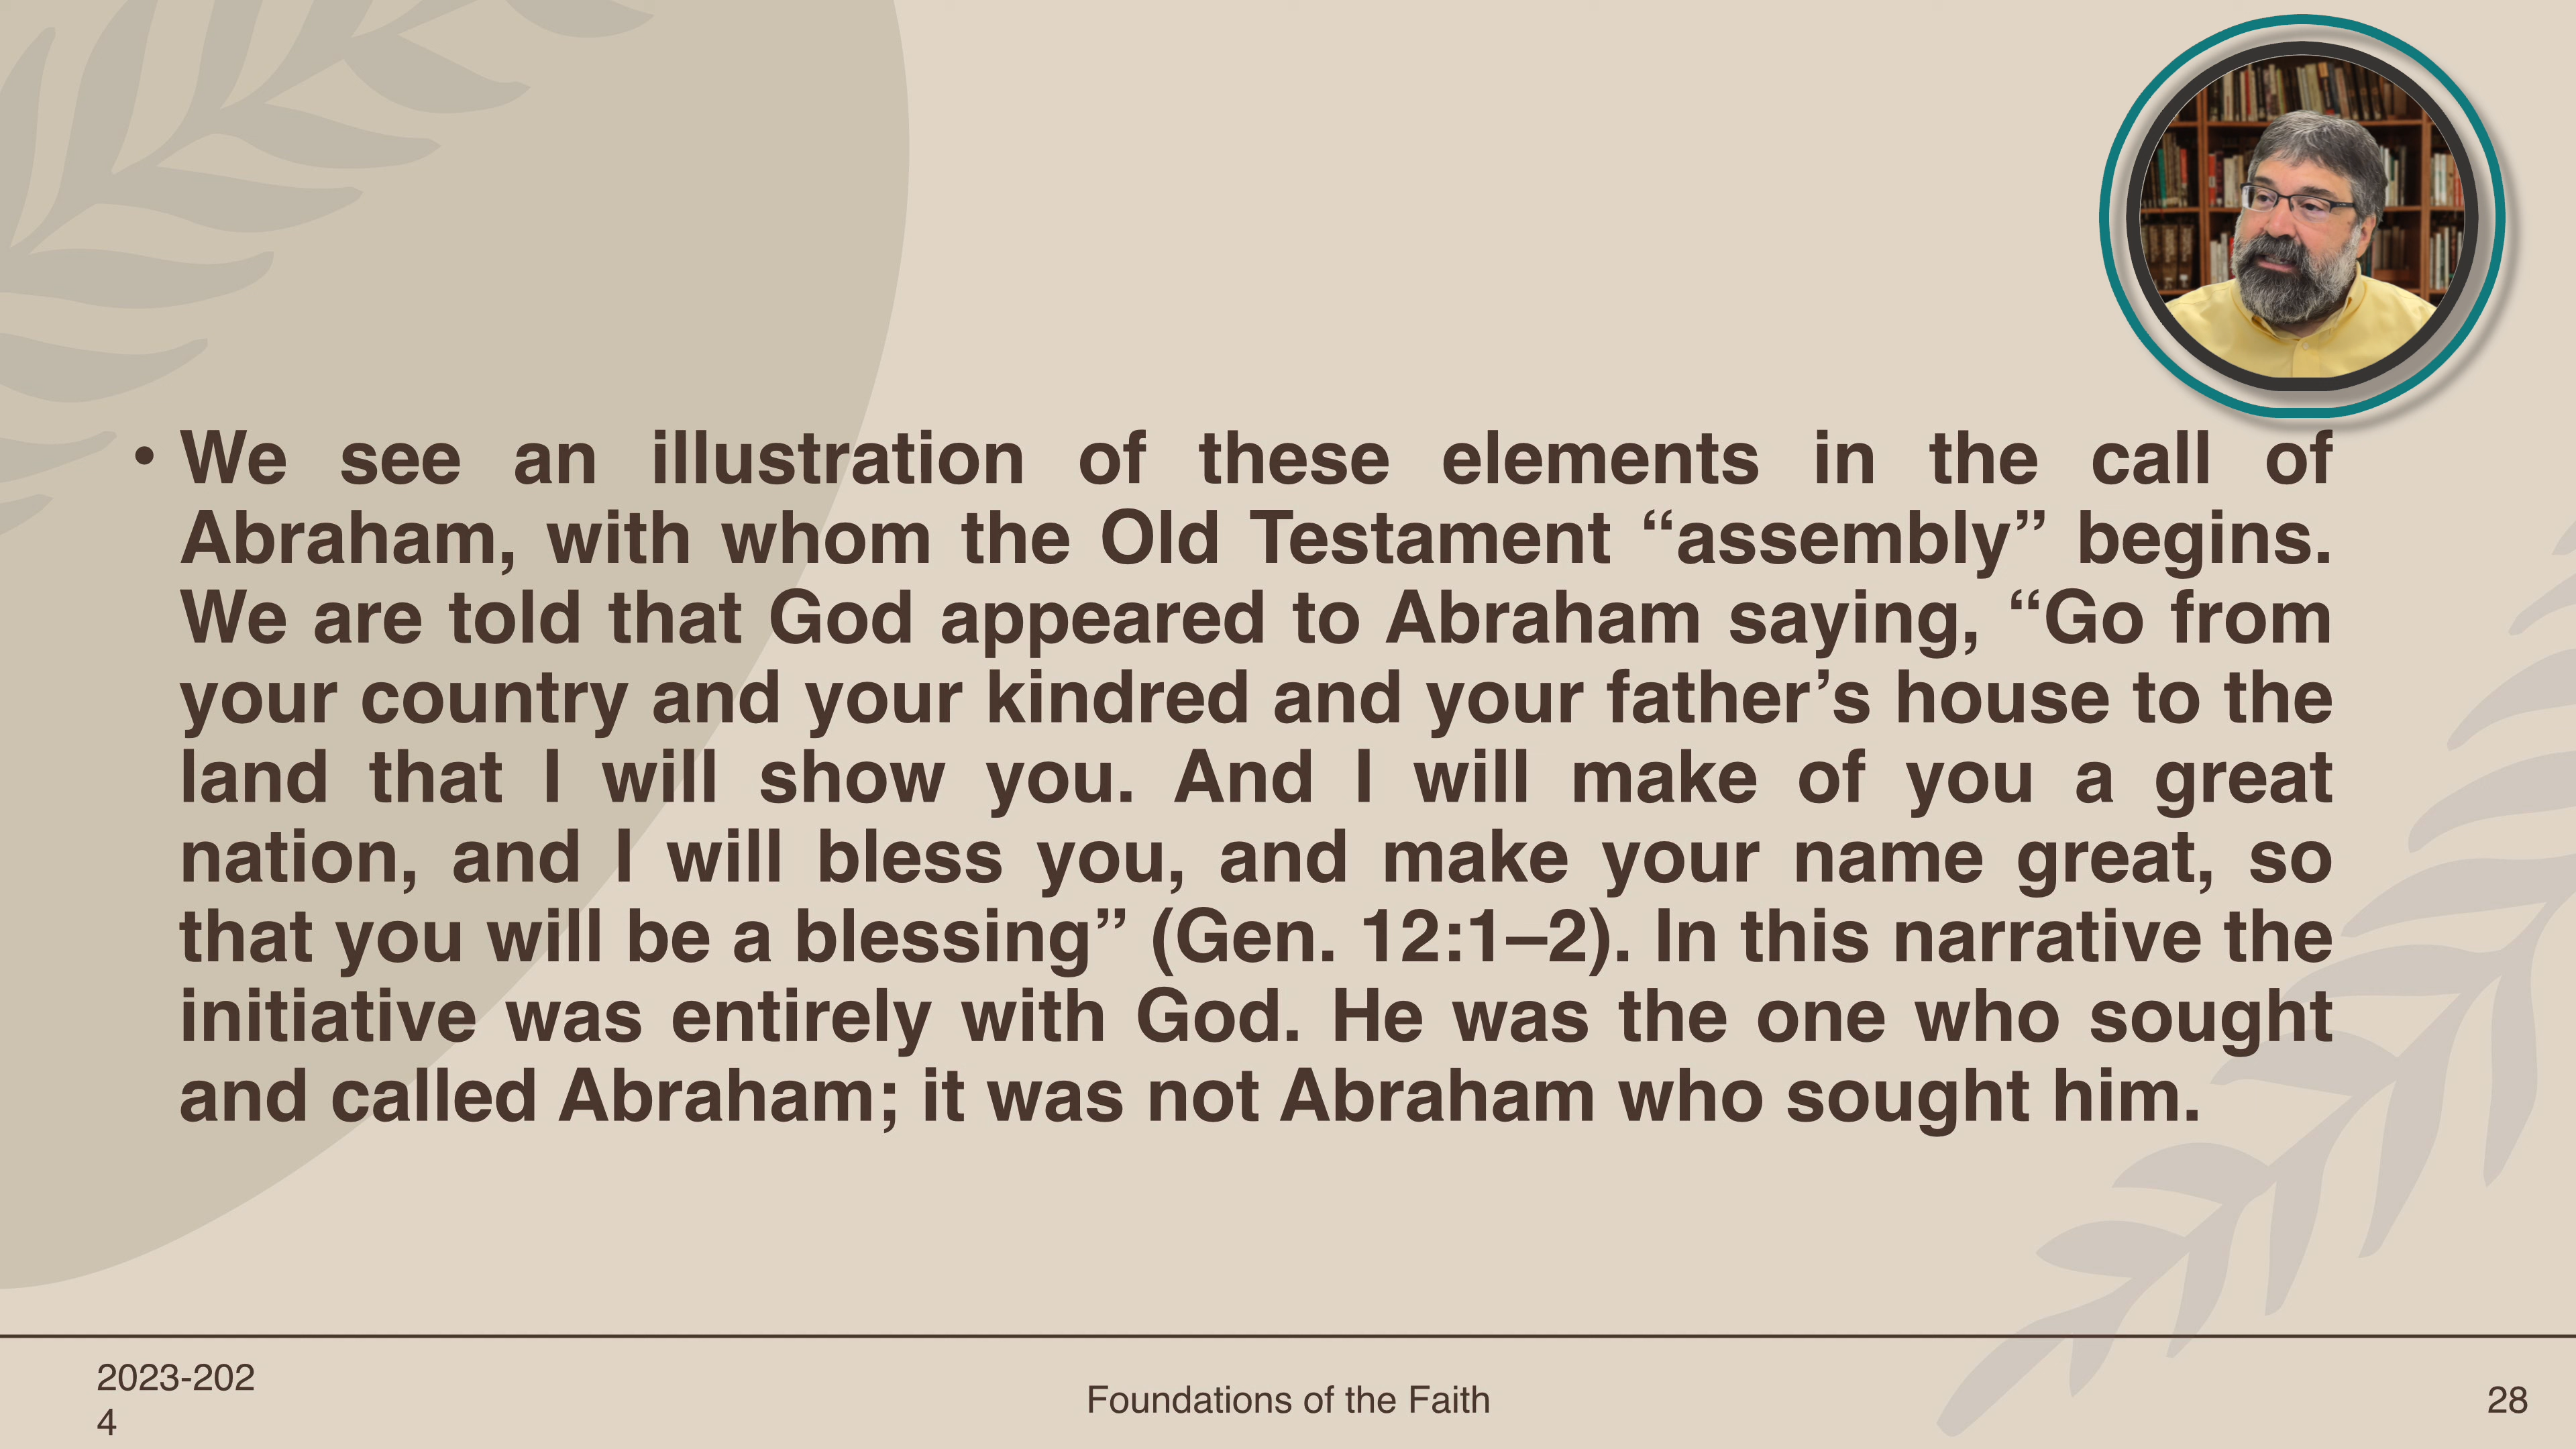 • We see an illustration of these elements in the call of
Abraham, with whom the Old Testament “assembly” begins.
We are told that God appeared to Abraham saying, “Go from
your country and your kindred and your father’s house to the
land that I will show you. And I will make of you a great
nation, and I will bless you, and make your name great, so
that you will be a blessing” (Gen. 12:1–2). In this narrative the
initiative was entirely with God. He was the one who sought
and called Abraham; it was not Abraham who sought him.
2023-202
4
Foundations of the Faith
28